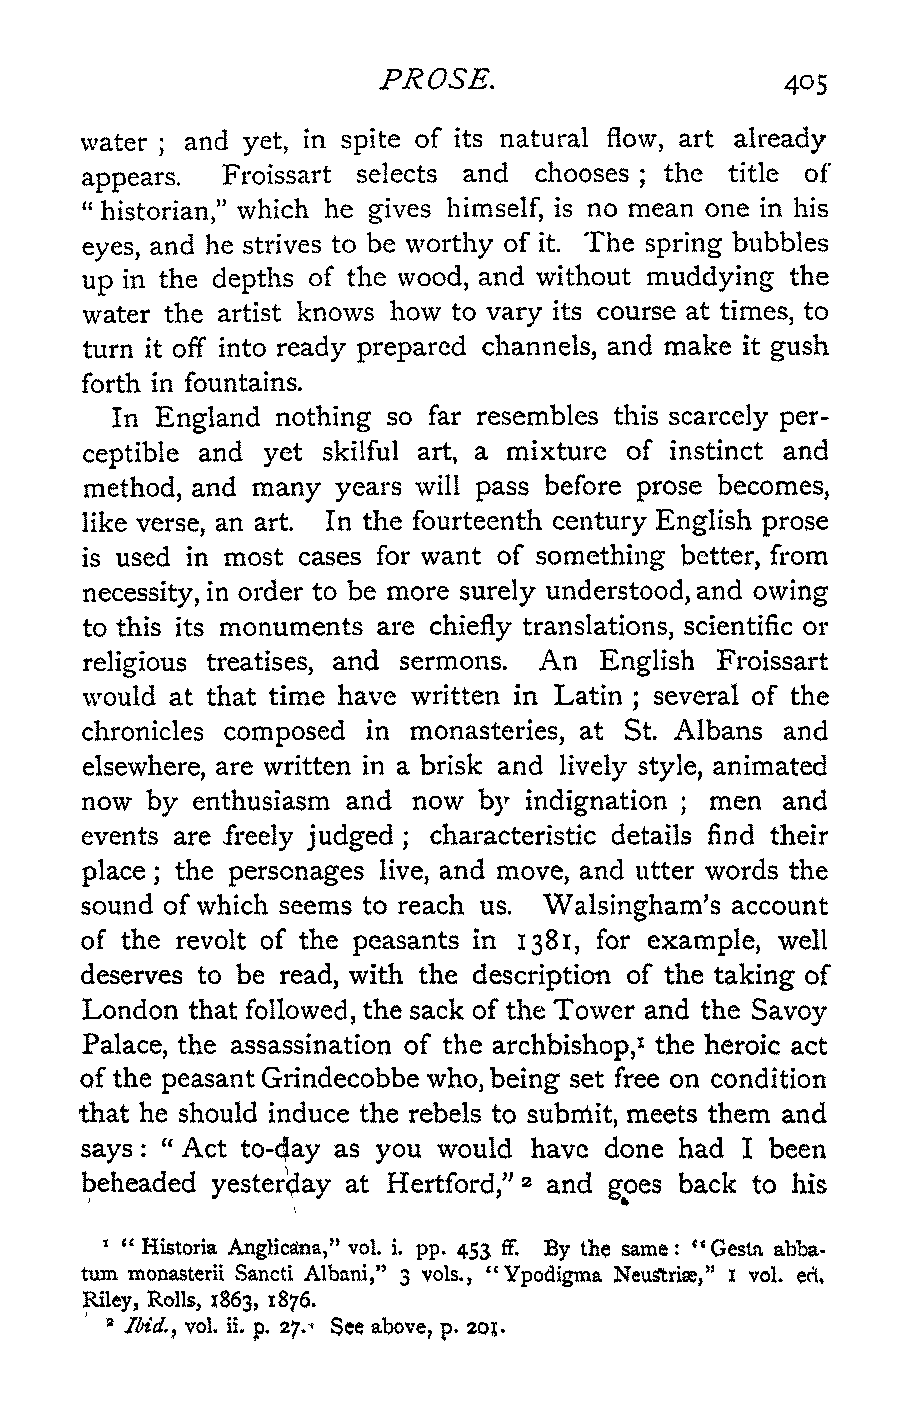 PROSE. 405
water ; and yet, in spite of its natural flow, art already
appears. Froissart selects and chooses ; the title of
“ historian,” which he gives himself, is no mean one in his
eyes, and he strives to be worthy of it. The spring bubbles
up in the depths of the wood, and without muddying the
water the artist knows how to vary its course at times, to
turn it off into ready prepared channels, and make it gush
forth in fountains.
In England nothing so far resembles this scarcely per-
ceptible and yet skilful art, a mixture of instinct and
method, and many years will pass before prose becomes,
like verse, an art. In the fourteenth century English prose
is used in most cases for want of something better, from
necessity, in order to be more surely understood, and owing
to this its monuments are chiefly translations, scientific or
religious treatises, and sermons. An English Froissart
would at that time have written in Latin ; several of the
chronicles composed in monasteries, at St. Albans and
elsewhere, are written in a brisk and lively style, animated
now by enthusiasm and now by indignation ; men and
events are freely judged ; characteristic details find their
place ; the personages live, and move, and utter words the
sound of which seems to reach us. Walsingham’s account
of the revolt of the peasants in 1381, for example, well
deserves to be read, with the description of the taking of
London that followed, the sack of the Tower and the Savoy
Palace, the assassination of the archbishop,¹ the heroic act
of the peasant Grindecobbe who, being set free on condition
that he should induce the rebels to submit, meets them and
says : “ Act to-day as you would have done had I been
beheaded yesterday at Hertford,” ² and goes back to his
¹ “ Historia Anglicana,” vol. i. pp. 453 ff. By the same : “Gesta abba-
tum monasterii Sancti Albani,” 3 vols., “Ypodigma Neustriæ,” 1 vol. ed.
Riley, Rolls, 1863, 1876.
² Ibid., vol. ii. p. 27. See above, p. 201.